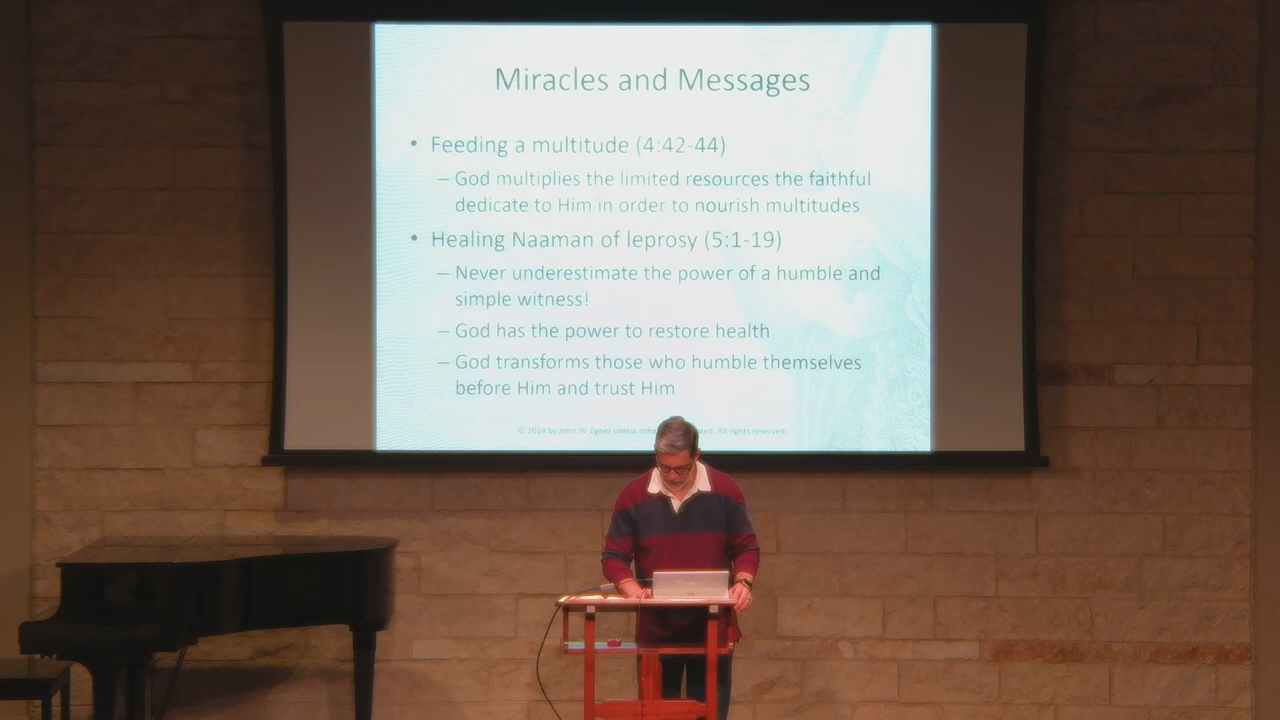 Miracles and Messages
• Feeding a multitude (4:42-44)
– God multiplies the limited resources the faithful
dedicate to Him in order to nourish multitudes
• Healing Naaman of leprosy (5:1-19)
– Never underestimate the power of a humble and
simple witness!
– God has the power to restore health
– God transforms those who humble themselves
before Him and trust Him
© 2024 by John W. Egner unless All rights reserved.